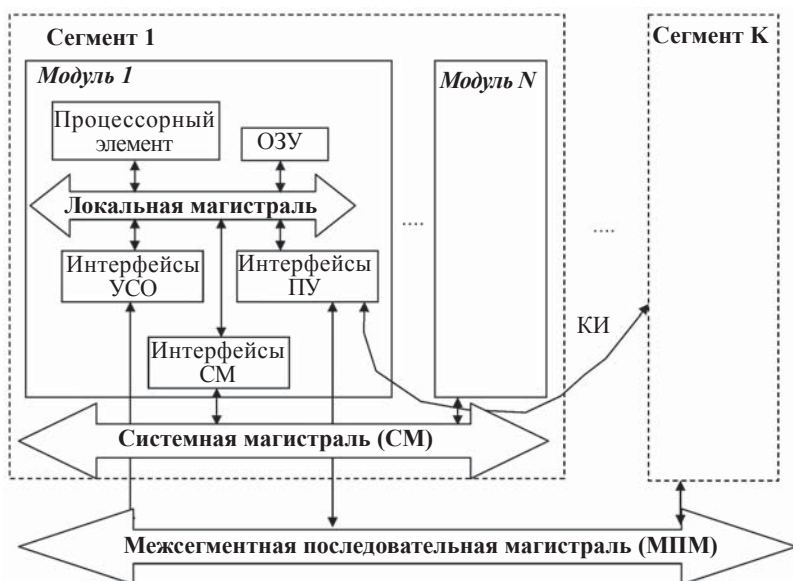 Сегмент 1
Сегмент K
Модуль 1
Модуль N
Процессорный
элемент
ОЗУ
Локальная магистраль
....
....
Интерфейсы
УСО
Интерфейсы
ПУ
КИ
Интерфейсы
СМ
Системная магистраль (СМ)
Межсегментная последовательная магистраль (МПМ)